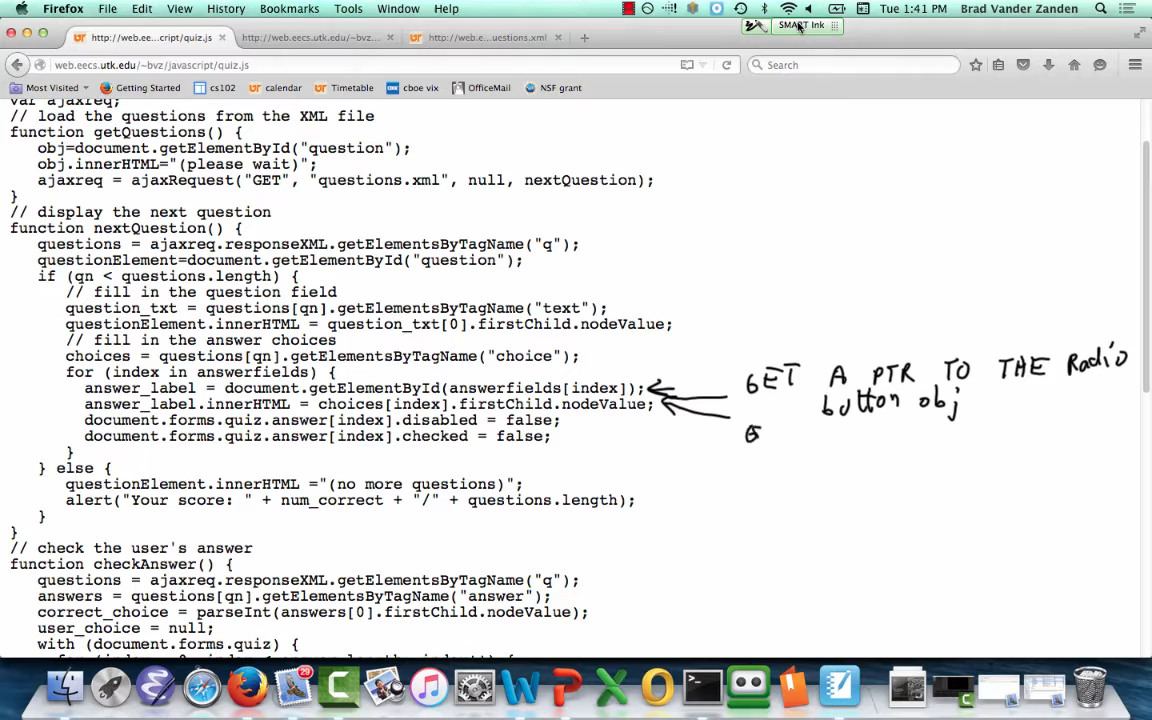 Firefox File Edit View History Bookmarks Tools Window Help Tue 1:41 PM Brad Vander Zanden
SMART Ink
http://web.ee...cript/quiz.js × http://web.eecs.utk.edu/~bvz... × http://web.e...uestions.xml × +
web.eecs.utk.edu/~bvz/javascript/quiz.js Search
Most Visited Getting Started cs102 calendar Timetable cboe vix OfficeMail NSF grant
var ajaxreq;
// load the questions from the XML file
function getQuestions() {
obj=document.getElementById("question");
obj.innerHTML="(please wait)";
ajaxreq = ajaxRequest("GET", "questions.xml", null, nextQuestion);
}
// display the next question
function nextQuestion() {
questions = ajaxreq.responseXML.getElementsByTagName("q");
questionElement=document.getElementById("question");
if (qn < questions.length) {
// fill in the question field
question_txt = questions[qn].getElementsByTagName("text");
questionElement.innerHTML = question_txt[0].firstChild.nodeValue;
// fill in the answer choices
choices = questions[qn].getElementsByTagName("choice");
for (index in answerfields) {
answer_label = document.getElementById(answerfields[index]);
answer_label.innerHTML = choices[index].firstChild.nodeValue;
document.forms.quiz.answer[index].disabled = false;
document.forms.quiz.answer[index].checked = false;
}
} else {
questionElement.innerHTML ="(no more questions)";
alert("Your score: " + num_correct + "/" + questions.length);
}
}
// check the user's answer
function checkAnswer() {
questions = ajaxreq.responseXML.getElementsByTagName("q");
answers = questions[qn].getElementsByTagName("answer");
correct_choice = parseInt(answers[0].firstChild.nodeValue);
user_choice = null;
with (document.forms.quiz) {
GET A PTR TO THE Radio
button obj
29